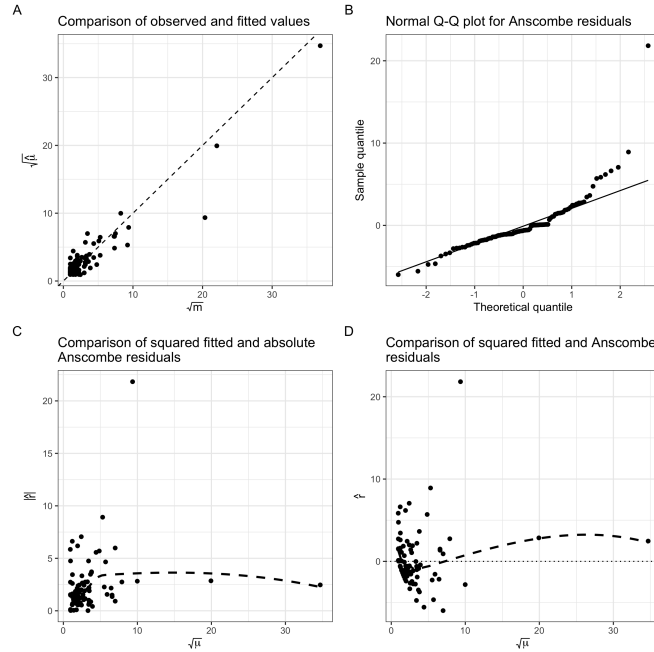 A
Comparison of observed and fitted values
30
20
10
0
√μ̂
0
10
20
30
√m
B
Normal Q-Q plot for Anscombe residuals
20
10
0
Sample quantile
-2
-1
0
1
2
Theoretical quantile
C
Comparison of squared fitted and absolute
Anscombe residuals
20
15
10
5
0
|r̂|
0
10
20
30
√μ
D
Comparison of squared fitted and Anscombe
residuals
20
10
0
r̂
0
10
20
30
√μ